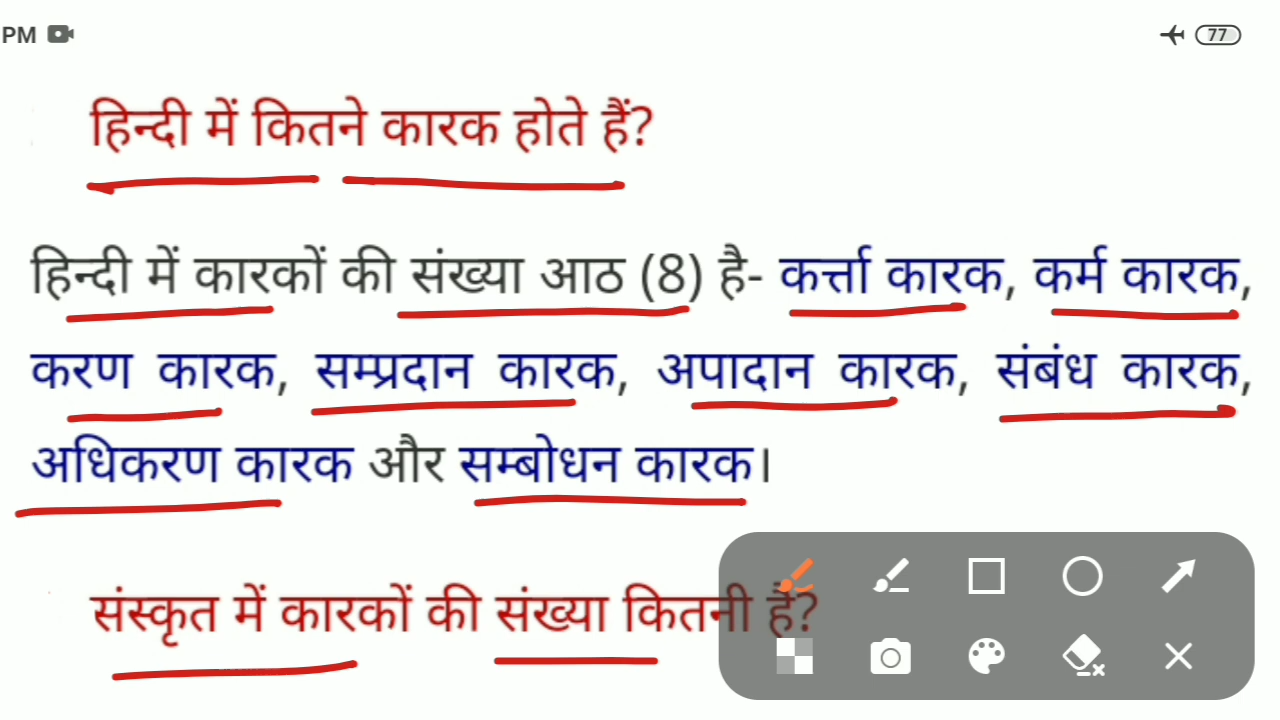 PM 77
हिन्दी में कितने कारक होते हैं?
हिन्दी में कारकों की संख्या आठ (8) है- कर्त्ता कारक, कर्म कारक,
करण कारक, सम्प्रदान कारक, अपादान कारक, संबंध कारक,
अधिकरण कारक और सम्बोधन कारक।
संस्कृत में कारकों की संख्या कितनी है?